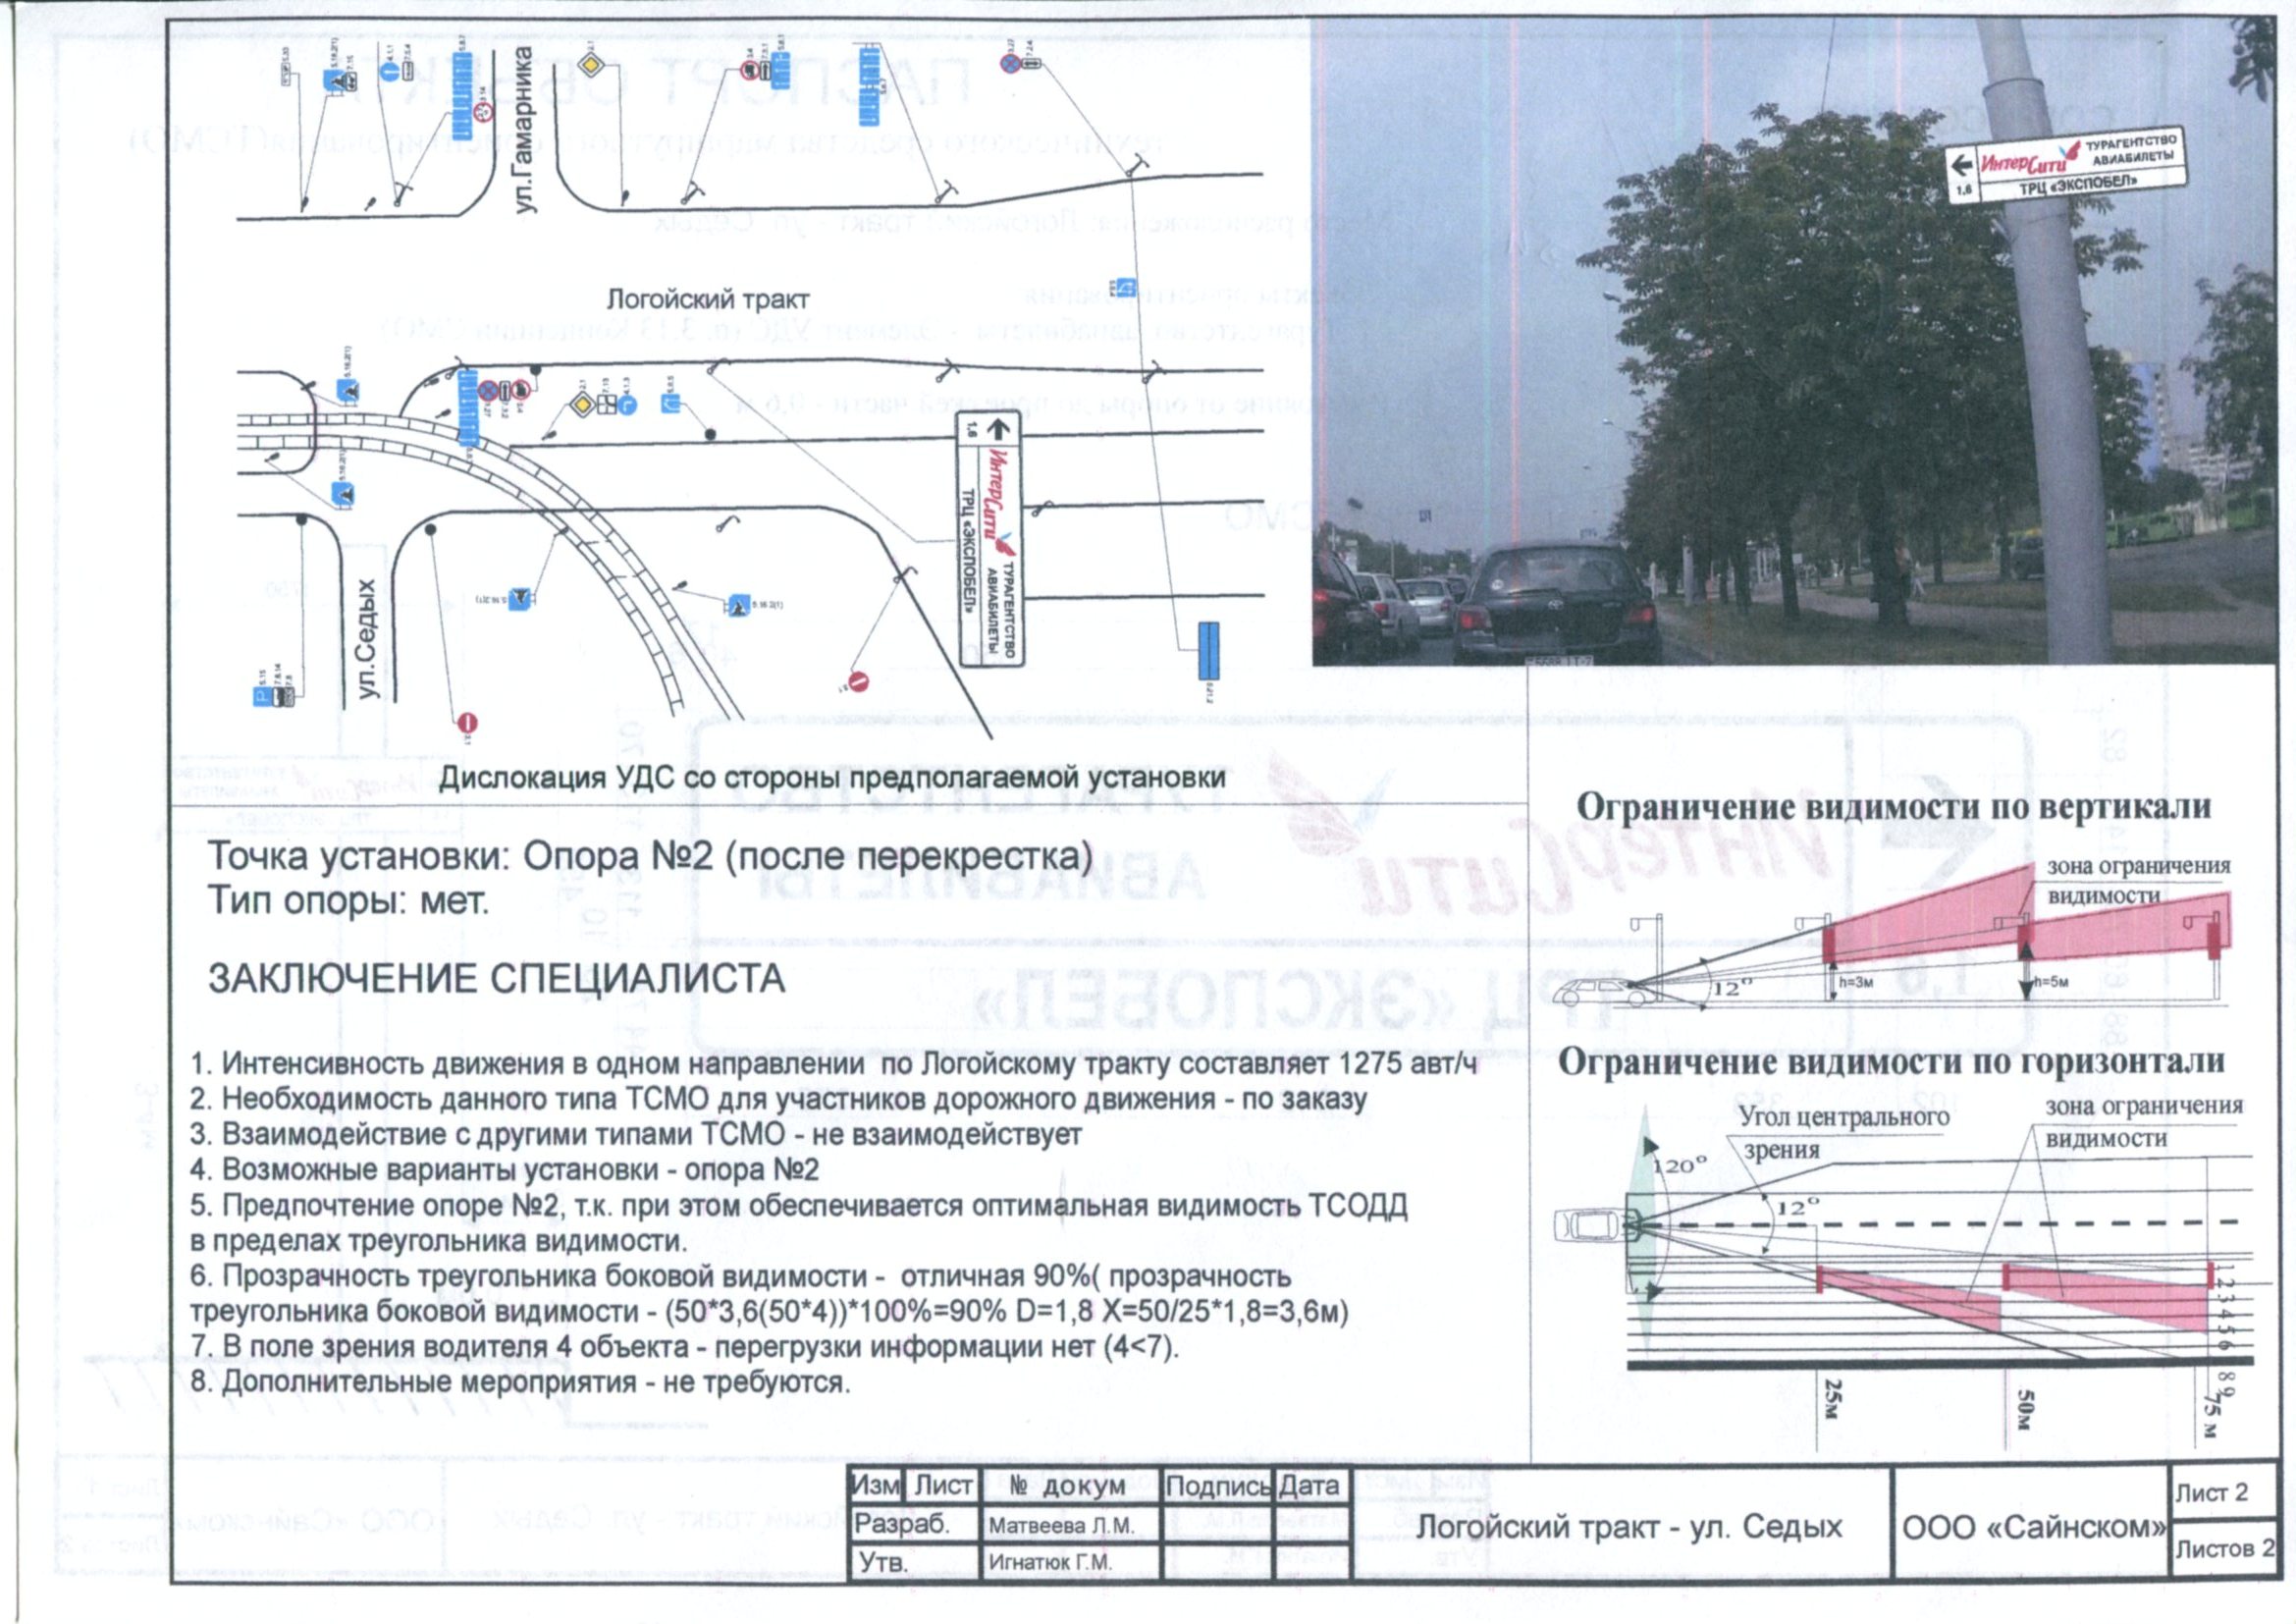 ул.Гамарника
Логойский тракт
ул.Седых
1,6
ИнтерСити
ТУРАГЕНТСТВО
АВИАБИЛЕТЫ
ТРЦ «ЭКСПОБЕЛ»
Дислокация УДС со стороны предполагаемой установки
ИнтерСити
ТУРАГЕНТСТВО
АВИАБИЛЕТЫ
1,6
ТРЦ «ЭКСПОБЕЛ»
Точка установки: Опора №2 (после перекрестка)
Тип опоры: мет.
ЗАКЛЮЧЕНИЕ СПЕЦИАЛИСТА
1. Интенсивность движения в одном направлении по Логойскому тракту составляет 1275 авт/ч
2. Необходимость данного типа ТСМО для участников дорожного движения - по заказу
3. Взаимодействие с другими типами ТСМО - не взаимодействует
4. Возможные варианты установки - опора №2
5. Предпочтение опоре №2, т.к. при этом обеспечивается оптимальная видимость ТСОДД
в пределах треугольника видимости.
6. Прозрачность треугольника боковой видимости - отличная 90%( прозрачность
треугольника боковой видимости - (50*3,6(50*4))*100%=90% D=1,8 X=50/25*1,8=3,6м)
7. В поле зрения водителя 4 объекта - перегрузки информации нет (4<7).
8. Дополнительные мероприятия - не требуются.
Ограничение видимости по вертикали
зона ограничения
видимости
12°
h=3м
h=5м
Ограничение видимости по горизонтали
Угол центрального
зрения
зона ограничения
видимости
120°
12°
1 2 3 4 5 6
8 9
25м
50м
75 м
Изм Лист № докум Подпись Дата
Разраб. Матвеева Л.М.
Утв. Игнатюк Г.М.
Логойский тракт - ул. Седых
ООО «Сайнском»
Лист 2
Листов 2